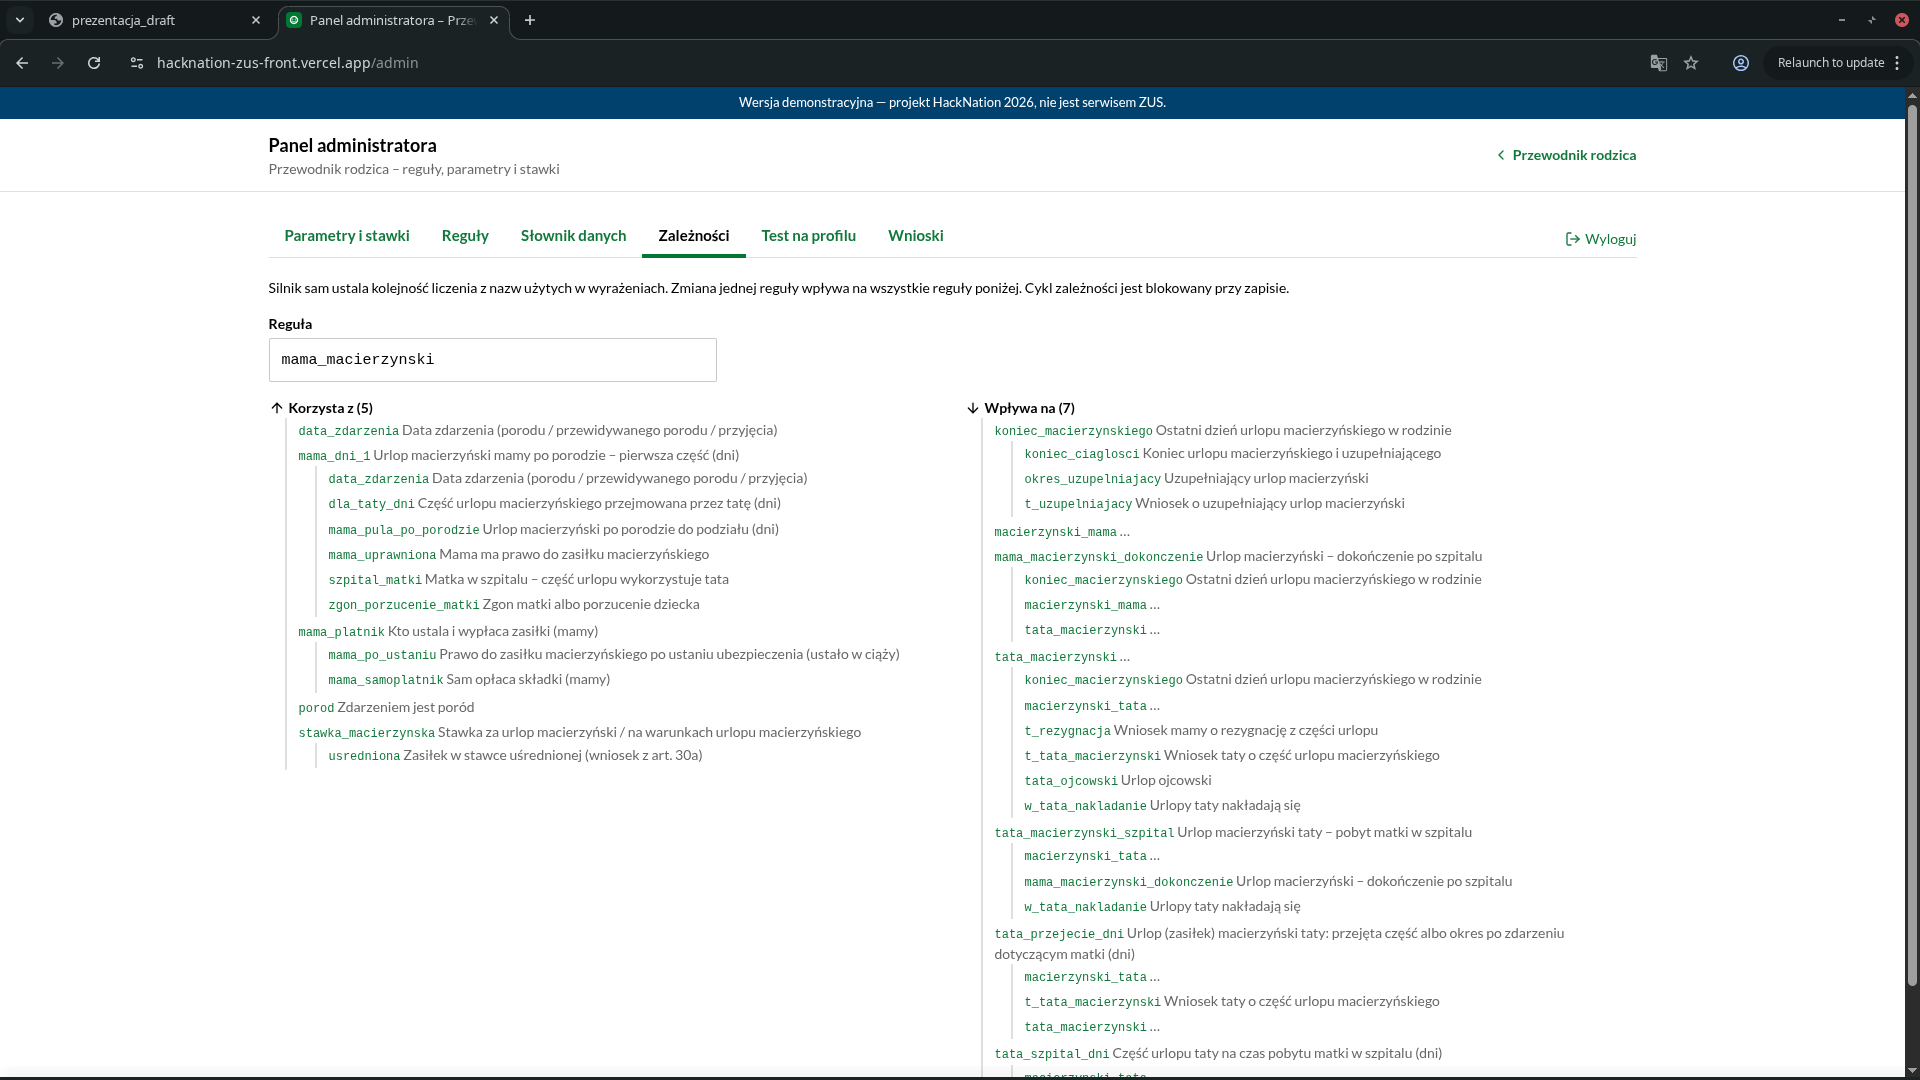 prezentacja_draft
Panel administratora – Prze
hacknation-zus-front.vercel.app/admin
Relaunch to update
Wersja demonstracyjna — projekt HackNation 2026, nie jest serwisem ZUS.
Panel administratora
Przewodnik rodzica – reguły, parametry i stawki
Przewodnik rodzica
Parametry i stawki
Reguły
Słownik danych
Zależności
Test na profilu
Wnioski
Wyloguj
Silnik sam ustala kolejność liczenia z nazw użytych w wyrażeniach. Zmiana jednej reguły wpływa na wszystkie reguły poniżej. Cykl zależności jest blokowany przy zapisie.
Reguła
mama_macierzynski
Korzysta z (5)
data_zdarzenia Data zdarzenia (porodu / przewidywanego porodu / przyjęcia)
mama_dni_1 Urlop macierzyński mamy po porodzie – pierwsza część (dni)
data_zdarzenia Data zdarzenia (porodu / przewidywanego porodu / przyjęcia)
dla_taty_dni Część urlopu macierzyńskiego przejmowana przez tatę (dni)
mama_pula_po_porodzie Urlop macierzyński po porodzie do podziału (dni)
mama_uprawniona Mama ma prawo do zasiłku macierzyńskiego
szpital_matki Matka w szpitalu – część urlopu wykorzystuje tata
zgon_porzucenie_matki Zgon matki albo porzucenie dziecka
mama_platnik Kto ustala i wypłaca zasiłki (mamy)
mama_po_ustaniu Prawo do zasiłku macierzyńskiego po ustaniu ubezpieczenia (ustało w ciąży)
mama_samoplatnik Sam opłaca składki (mamy)
porod Zdarzeniem jest poród
stawka_macierzynska Stawka za urlop macierzyński / na warunkach urlopu macierzyńskiego
usredniona Zasiłek w stawce uśrednionej (wniosek z art. 30a)
Wpływa na (7)
koniec_macierzynskiego Ostatni dzień urlopu macierzyńskiego w rodzinie
koniec_ciaglosci Koniec urlopu macierzyńskiego i uzupełniającego
okres_uzupelniajacy Uzupełniający urlop macierzyński
t_uzupelniajacy Wniosek o uzupełniający urlop macierzyński
macierzynski_mama ...
mama_macierzynski_dokonczenie Urlop macierzyński – dokończenie po szpitalu
koniec_macierzynskiego Ostatni dzień urlopu macierzyńskiego w rodzinie
macierzynski_mama ...
tata_macierzynski ...
tata_macierzynski ...
koniec_macierzynskiego Ostatni dzień urlopu macierzyńskiego w rodzinie
macierzynski_tata ...
t_rezygnacja Wniosek mamy o rezygnację z części urlopu
t_tata_macierzynski Wniosek taty o część urlopu macierzyńskiego
tata_ojcowski Urlop ojcowski
w_tata_nakladanie Urlopy taty nakładają się
tata_macierzynski_szpital Urlop macierzyński taty – pobyt matki w szpitalu
macierzynski_tata ...
mama_macierzynski_dokonczenie Urlop macierzyński – dokończenie po szpitalu
w_tata_nakladanie Urlopy taty nakładają się
tata_przejecie_dni Urlop (zasiłek) macierzyński taty: przejęta część albo okres po zdarzeniu
dotyczącym matki (dni)
macierzynski_tata ...
t_tata_macierzynski Wniosek taty o część urlopu macierzyńskiego
tata_macierzynski ...
tata_szpital_dni Część urlopu taty na czas pobytu matki w szpitalu (dni)